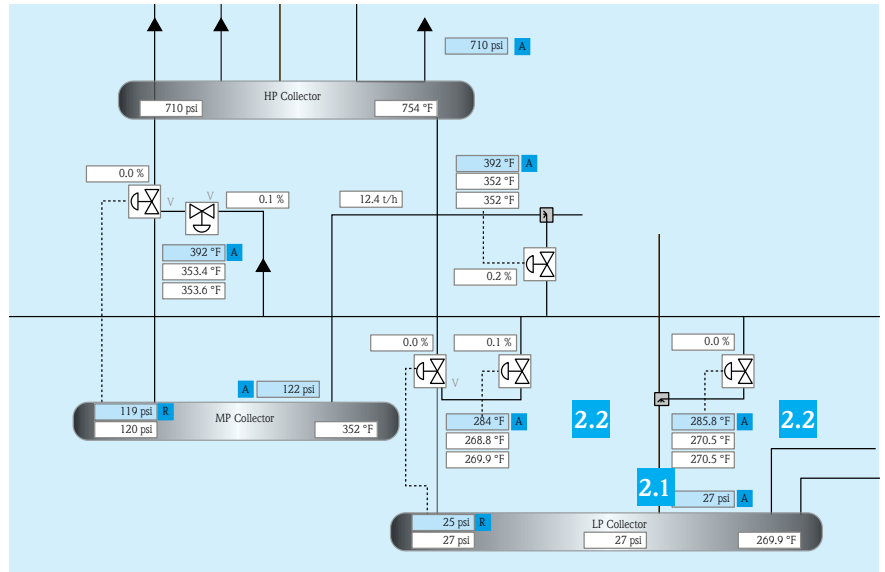 710 psi A
HP Collector
710 psi
754 °F
392 °F A
352 °F
352 °F
0.0 %
V
V
0.1 %
12.4 t/h
392 °F A
353.4 °F
353.6 °F
0.2 %
0.0 %
0.1 %
0.0 %
V
A 122 psi
119 psi R
120 psi
MP Collector
352 °F
284 °F A
268.8 °F
269.9 °F
2.2
285.8 °F A
270.5 °F
270.5 °F
2.2
2.1
27 psi A
25 psi R
27 psi
LP Collector
27 psi
269.9 °F